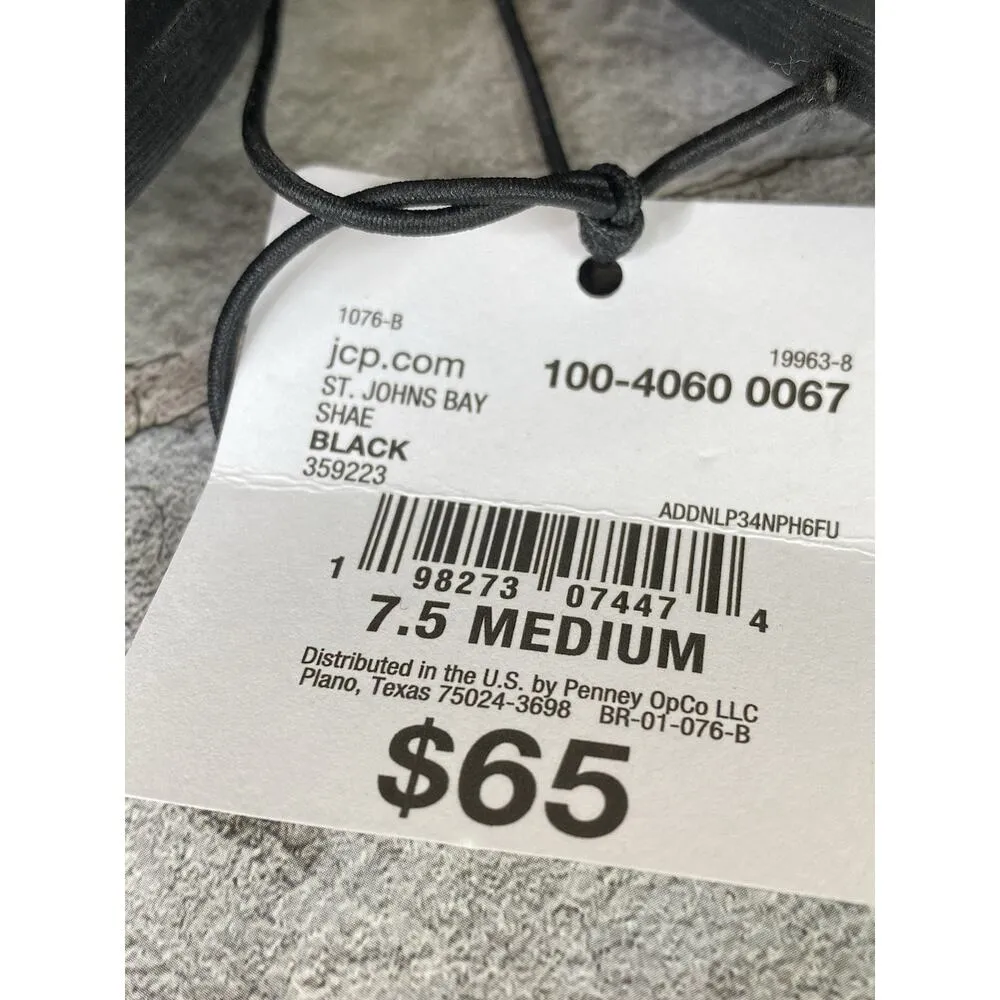 1076-B
jcp.com
19963-8
100-4060 0067
ST. JOHNS BAY
SHAE
BLACK
359223
ADDNLP34NPH6FU
1 98273 07447 4
7.5 MEDIUM
Distributed in the U.S. by Penney OpCo LLC
Plano, Texas 75024-3698 BR-01-076-B
$65